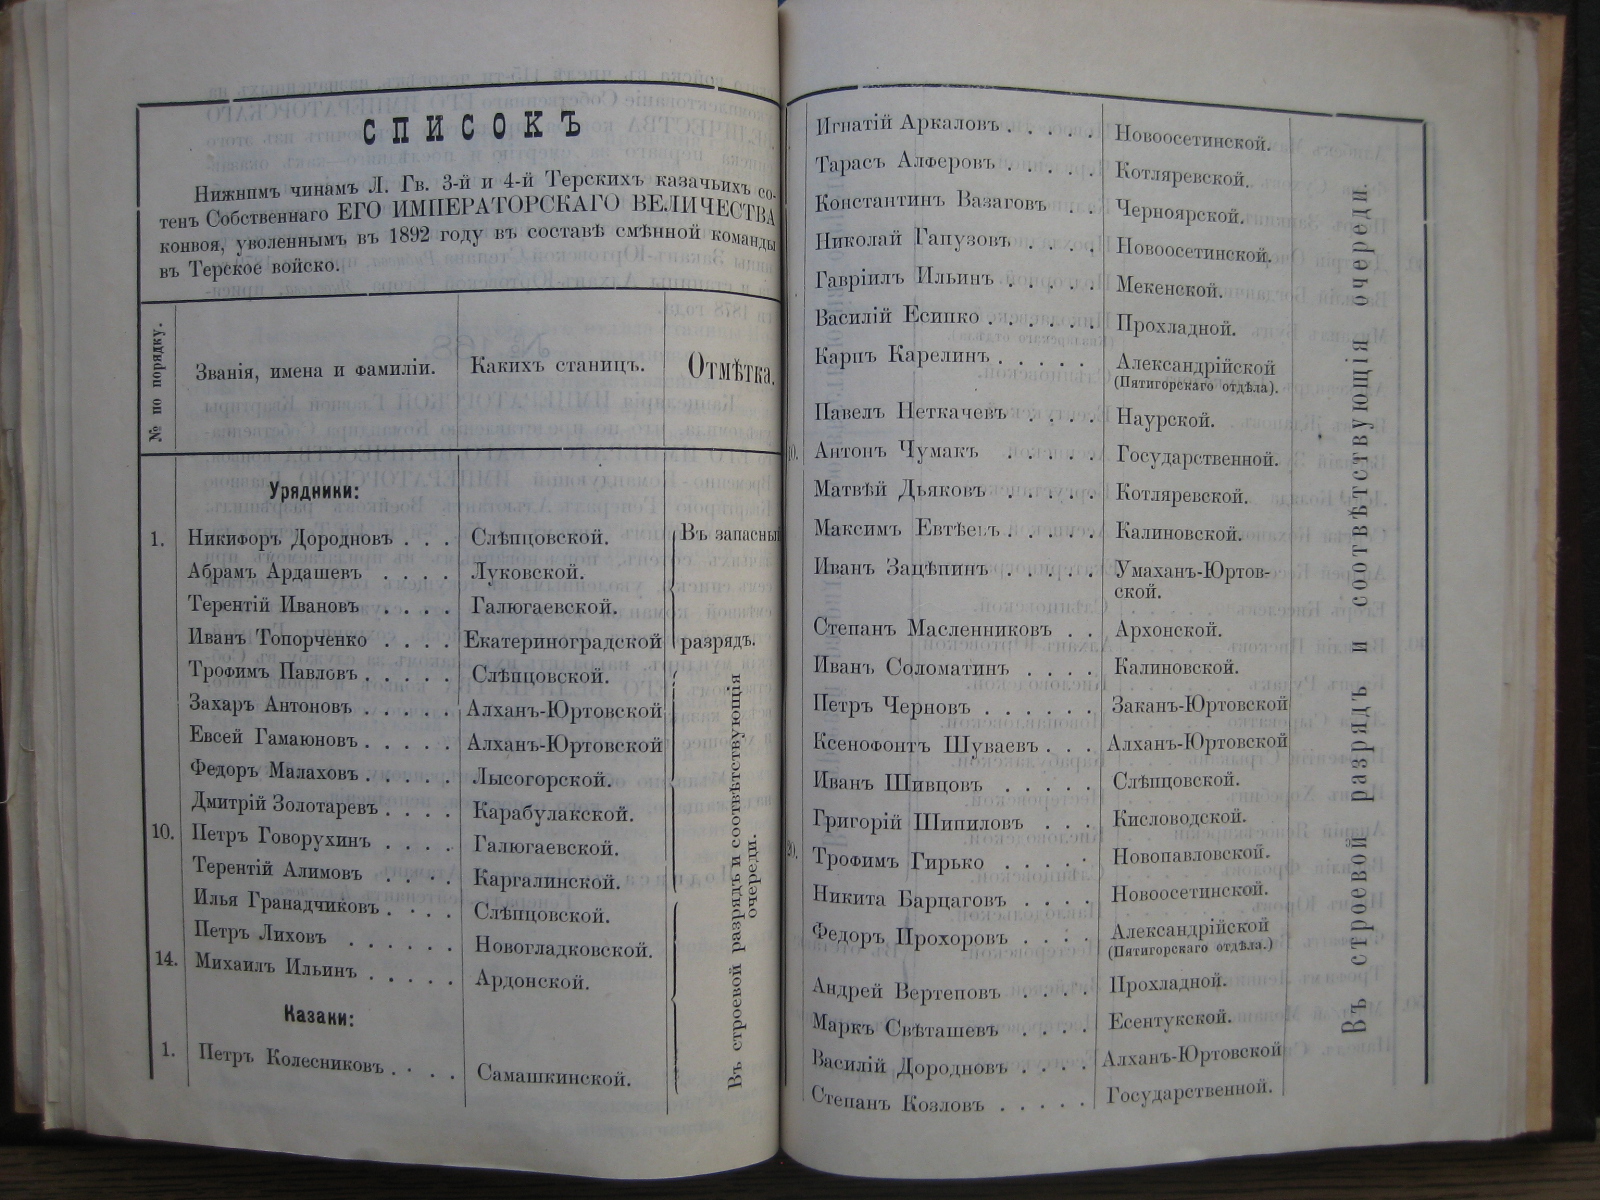 СПИСОКЪ
Нижнимъ чинамъ Л. Гв. 3-й и 4-й Терскихъ казачьихъ со-
тенъ Собственнаго ЕГО ИМПЕРАТОРСКАГО ВЕЛИЧЕСТВА
конвоя, уволеннымъ въ 1892 году въ составѣ смѣнной команды
въ Терское войско.
№ по порядку.
Званія, имена и фамиліи.
Какихъ станицъ.
Отмѣтка.
Урядники:
1. Никифоръ Дородновъ . . . Слѣпцовской.
Абрамъ Ардашевъ . . . . Луковской.
Терентій Ивановъ . . . . Галюгаевской.
Иванъ Топорченко . . . . Екатериноградской
Трофимъ Павловъ . . . . . Слѣпцовской.
Захаръ Антоновъ . . . . . Алханъ-Юртовской
Евсей Гамаюновъ . . . . . Алханъ-Юртовской
Федоръ Малаховъ . . . . . Лысогорской.
Дмитрій Золотаревъ . . . . Карабулакской.
10. Петръ Говорухинъ . . . . Галюгаевской.
Терентій Алимовъ . . . . Каргалинской.
Илья Гранадчиковъ . . . . Слѣпцовской.
Петръ Лиховъ . . . . . . Новогладковской.
14. Михаилъ Ильинъ . . . . . Ардонской.
Въ запасный
разрядъ.
Казаки:
1. Петръ Колесниковъ . . . . Самашкинской.
Въ строевой разрядъ и соотвѣтствующія
очереди.
Игнатій Аркаловъ . . . . . Новоосетинской.
Тарасъ Алферовъ . . . . . Котляревской.
Константинъ Вазаговъ . . Черноярской.
Николай Гапузовъ . . . . Новоосетинской.
Гавріилъ Ильинъ . . . . . Мекенской.
Василій Есипко . . . . . . Прохладной.
Карпъ Карелинъ . . . . . Александрійской
(Пятигорскаго отдѣла).
Павелъ Неткачевъ . . . . Наурской.
10. Антонъ Чумакъ . . . . . Государственной.
Матвѣй Дьяковъ . . . . . Котляревской.
Максимъ Евтѣевъ . . . . . Калиновской.
Иванъ Зацѣпинъ . . . . . Умаханъ-Юртов-
ской.
Степанъ Масленниковъ . . Архонской.
Иванъ Соломатинъ . . . . Калиновской.
Петръ Черновъ . . . . . . Заканъ-Юртовской
Ксенофонтъ Шуваевъ . . . Алханъ-Юртовской
Иванъ Шивцовъ . . . . . Слѣпцовской.
Григорій Шипиловъ . . . Кисловодской.
20. Трофимъ Гирько . . . . . Новопавловской.
Никита Барцаговъ . . . . Новоосетинской.
Федоръ Прохоровъ . . . . Александрійской
(Пятигорскаго отдѣла.)
Андрей Вертеповъ . . . . Прохладной.
Маркъ Свѣташевъ . . . . Есентукской.
Василій Дородновъ . . . . Алханъ-Юртовской
Степанъ Козловъ . . . . . Государственной.
Въ строевой разрядъ и соотвѣтствующія очереди.